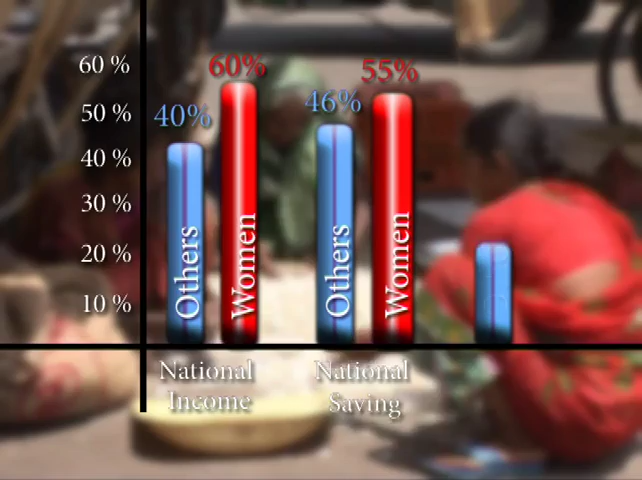 60 %
50 %
40 %
30 %
20 %
10 %
40%
60%
46%
55%
Others
Women
Others
Women
National
Income
National
Saving